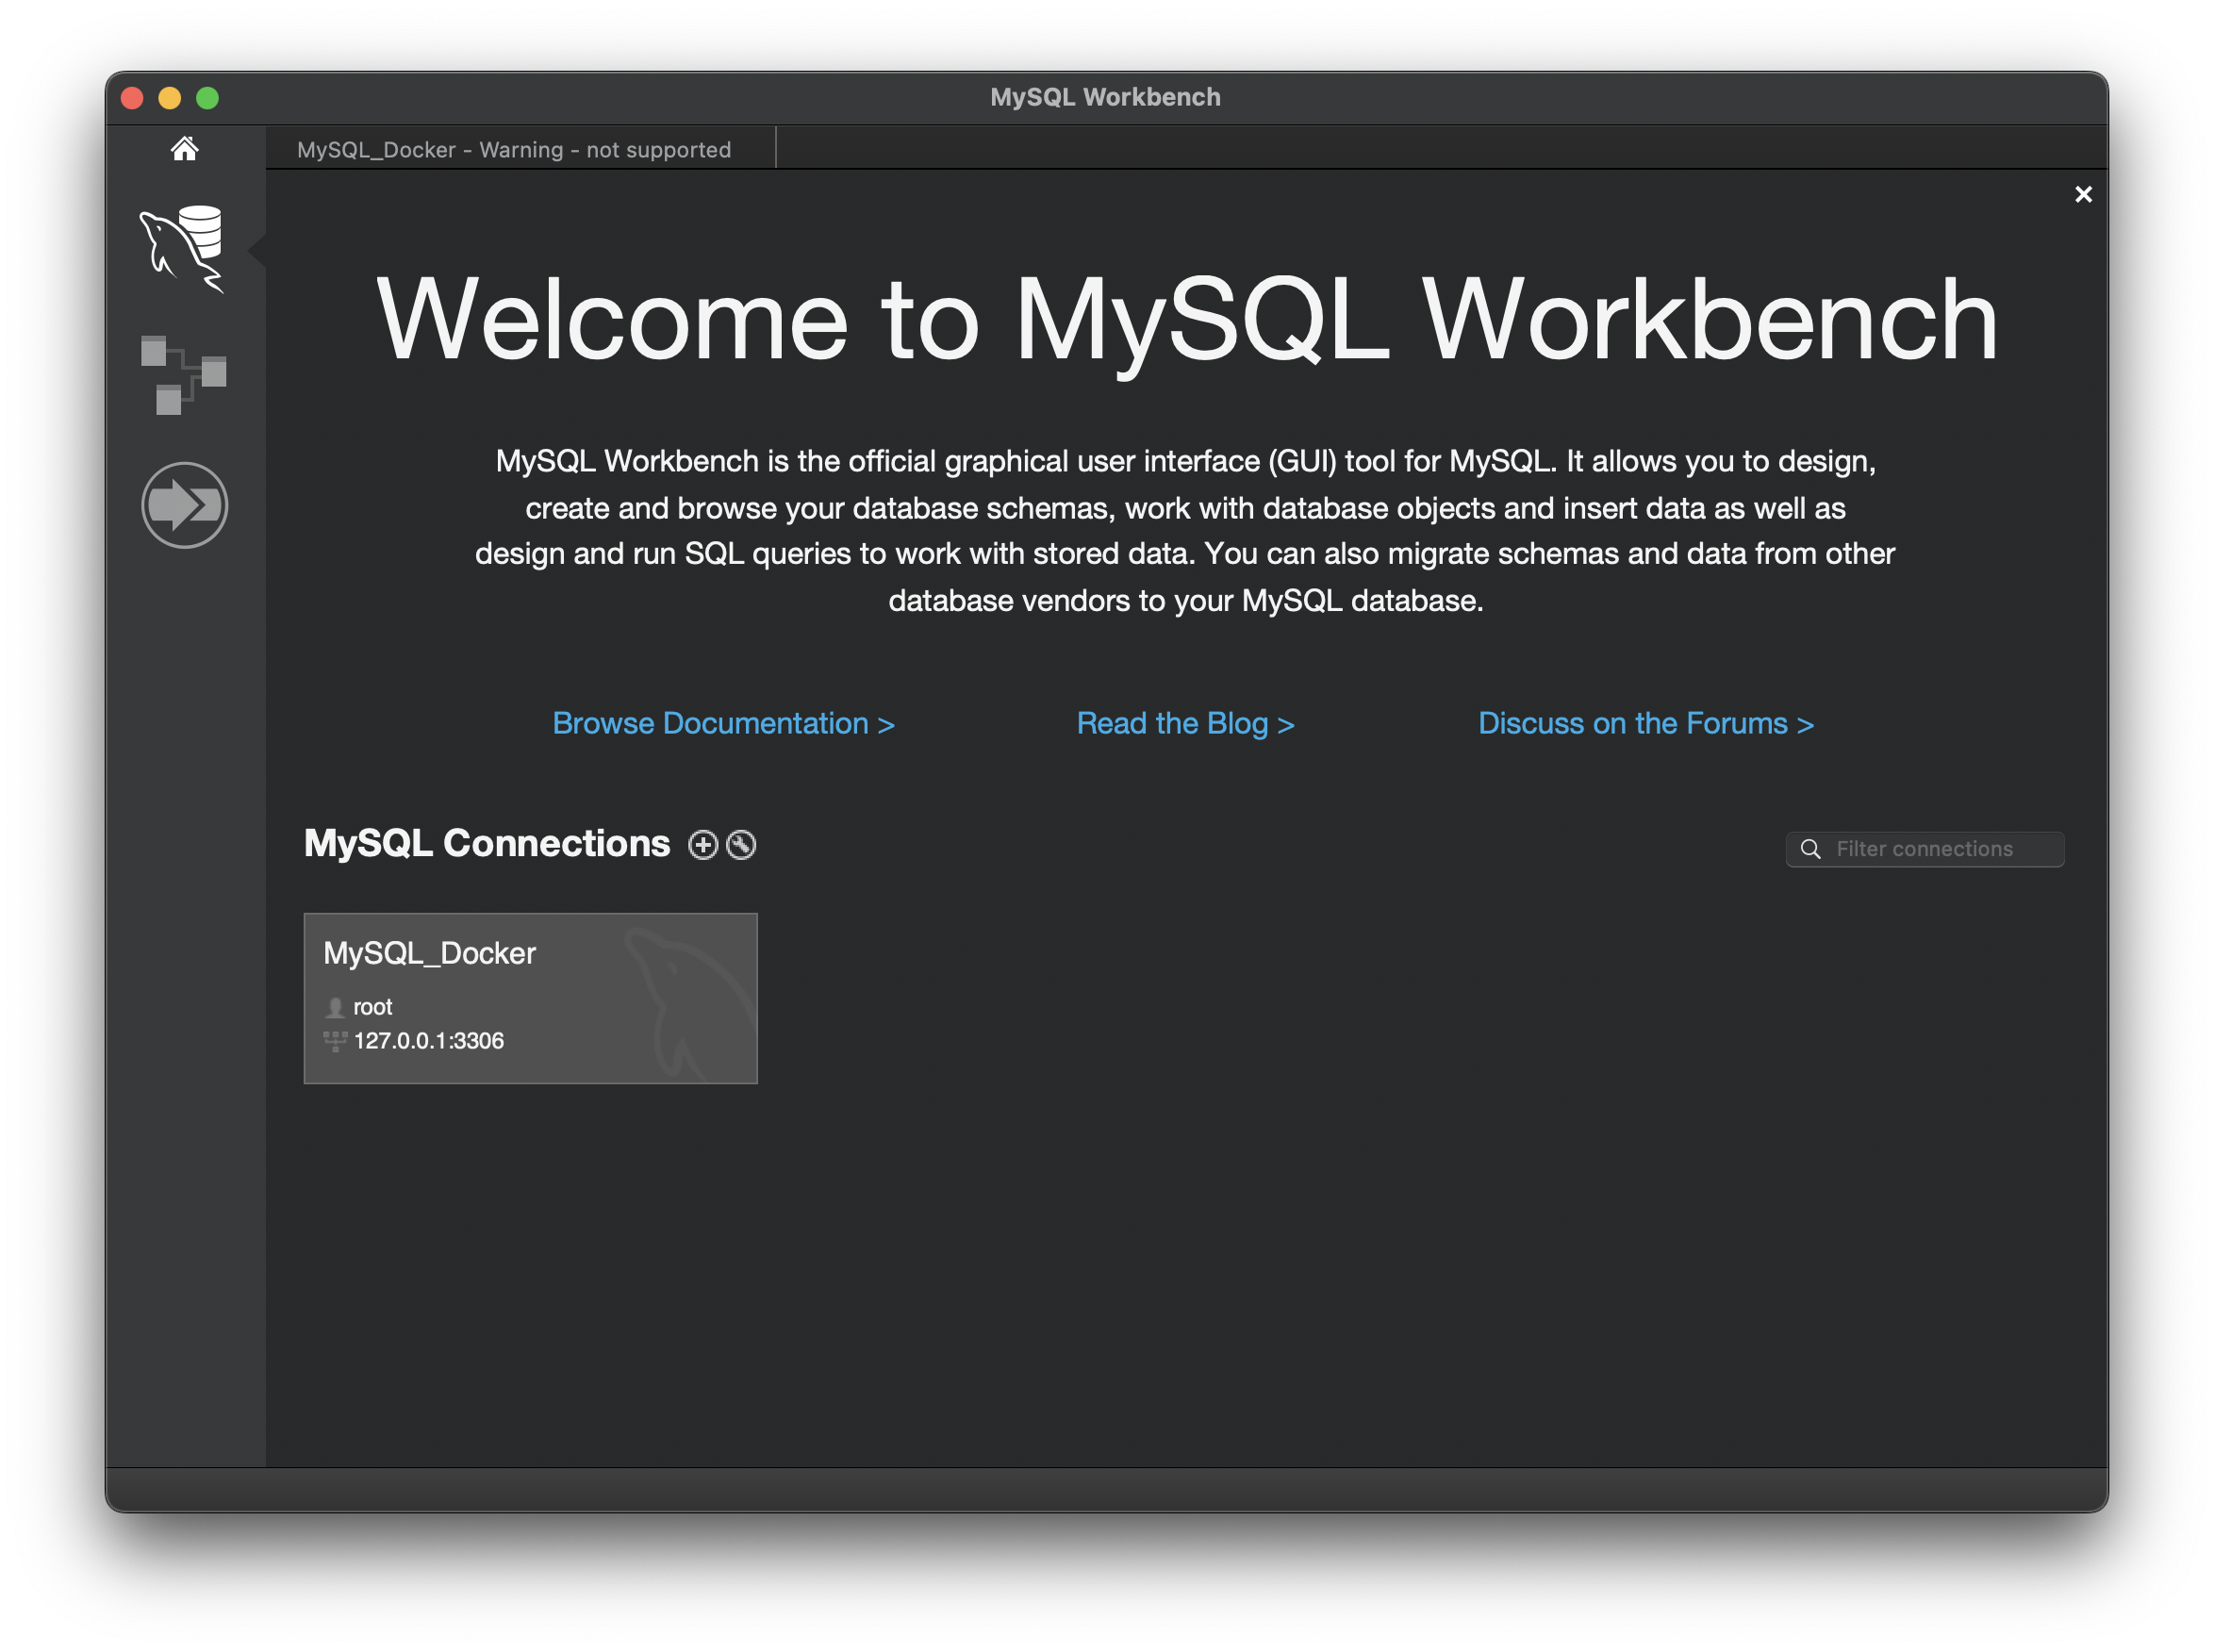 MySQL Workbench
MySQL_Docker - Warning - not supported
Welcome to MySQL Workbench
MySQL Workbench is the official graphical user interface (GUI) tool for MySQL. It allows you to design,
create and browse your database schemas, work with database objects and insert data as well as
design and run SQL queries to work with stored data. You can also migrate schemas and data from other
database vendors to your MySQL database.
Browse Documentation >
Read the Blog >
Discuss on the Forums >
MySQL Connections
Filter connections
MySQL_Docker
root
127.0.0.1:3306